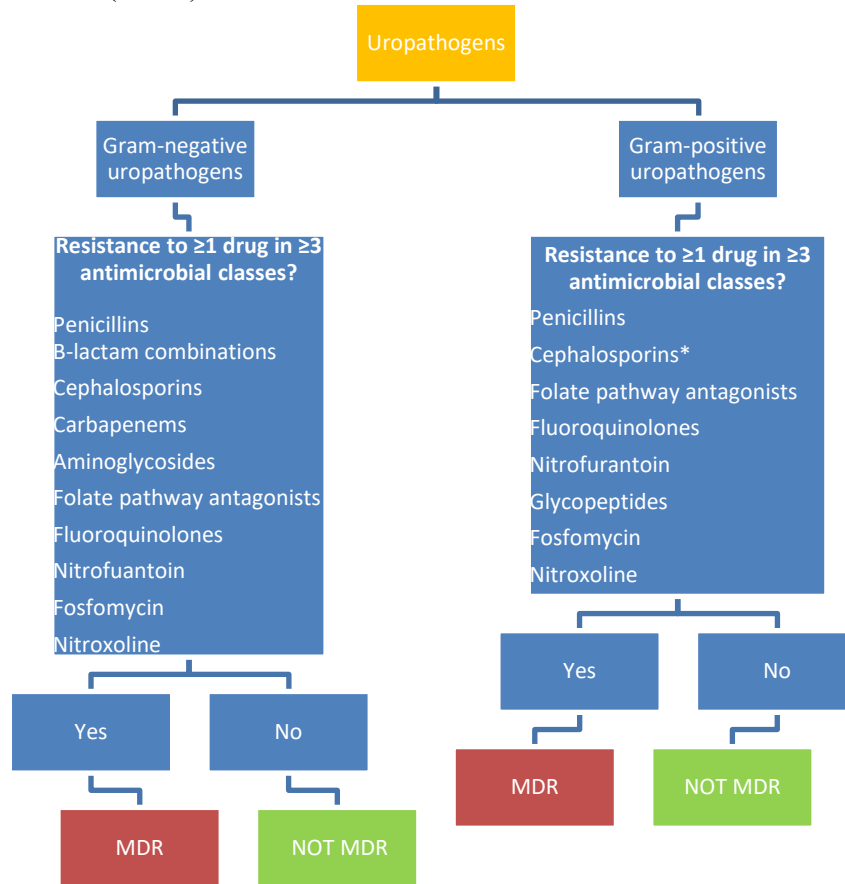 Uropathogens
Gram-negative
uropathogens
Gram-positive
uropathogens
Resistance to ≥1 drug in ≥3
antimicrobial classes?
Penicillins
B-lactam combinations
Cephalosporins
Carbapenems
Aminoglycosides
Folate pathway antagonists
Fluoroquinolones
Nitrofuantoin
Fosfomycin
Nitroxoline
Resistance to ≥1 drug in ≥3
antimicrobial classes?
Penicillins
Cephalosporins*
Folate pathway antagonists
Fluoroquinolones
Nitrofurantoin
Glycopeptides
Fosfomycin
Nitroxoline
Yes
No
MDR
NOT MDR
Yes
No
MDR
NOT MDR